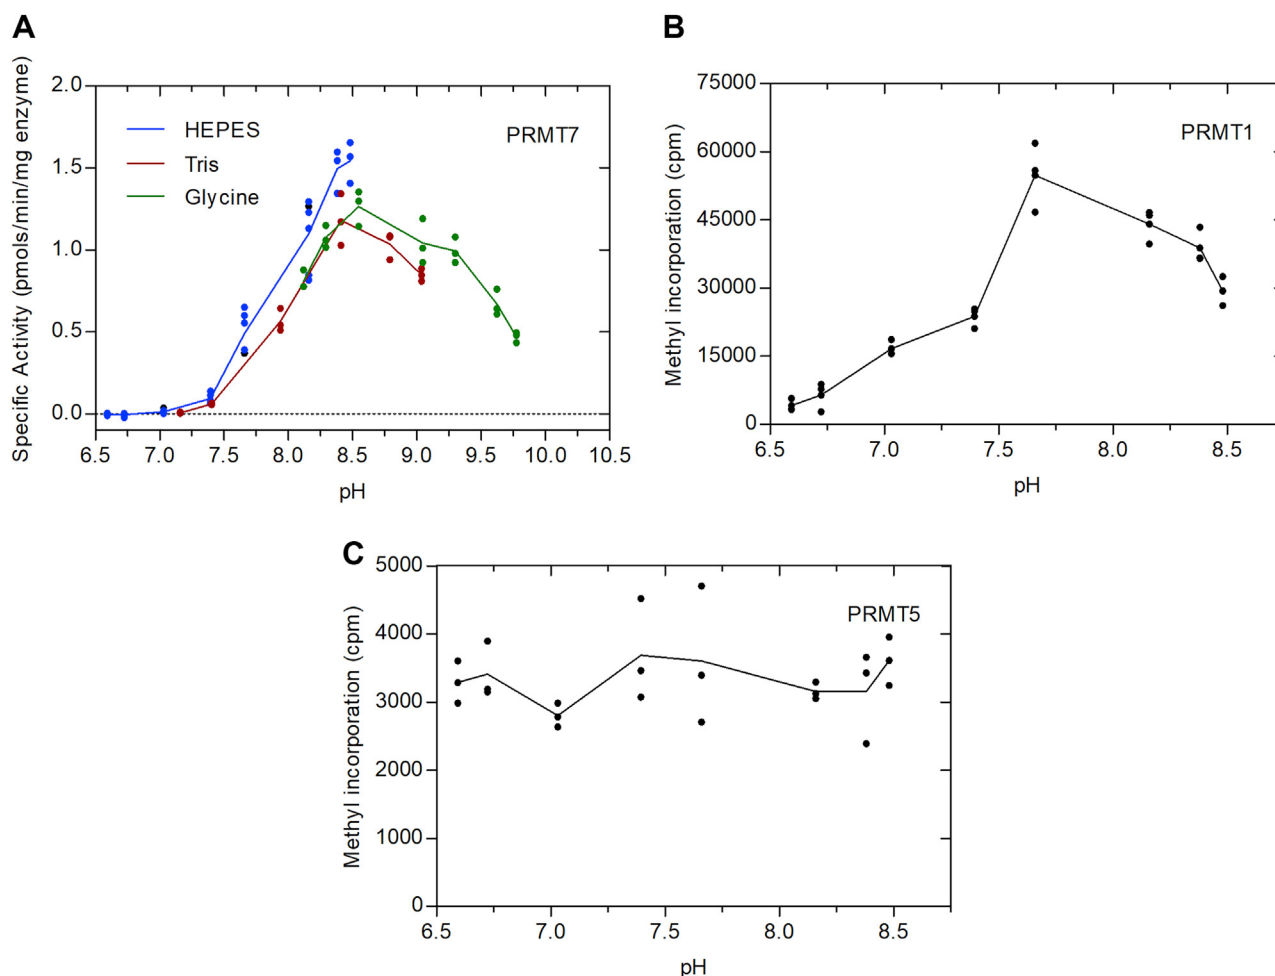 A
Specific Activity (pmols/min/mg enzyme)
2.0
1.5
1.0
0.5
0.0
HEPES
Tris
Glycine
PRMT7
6.5 7.0 7.5 8.0 8.5 9.0 9.5 10.0 10.5
pH
B
Methyl incorporation (cpm)
75000
60000
45000
30000
15000
0
PRMT1
6.5 7.0 7.5 8.0 8.5
pH
C
Methyl incorporation (cpm)
5000
4000
3000
2000
1000
0
PRMT5
6.5 7.0 7.5 8.0 8.5
pH